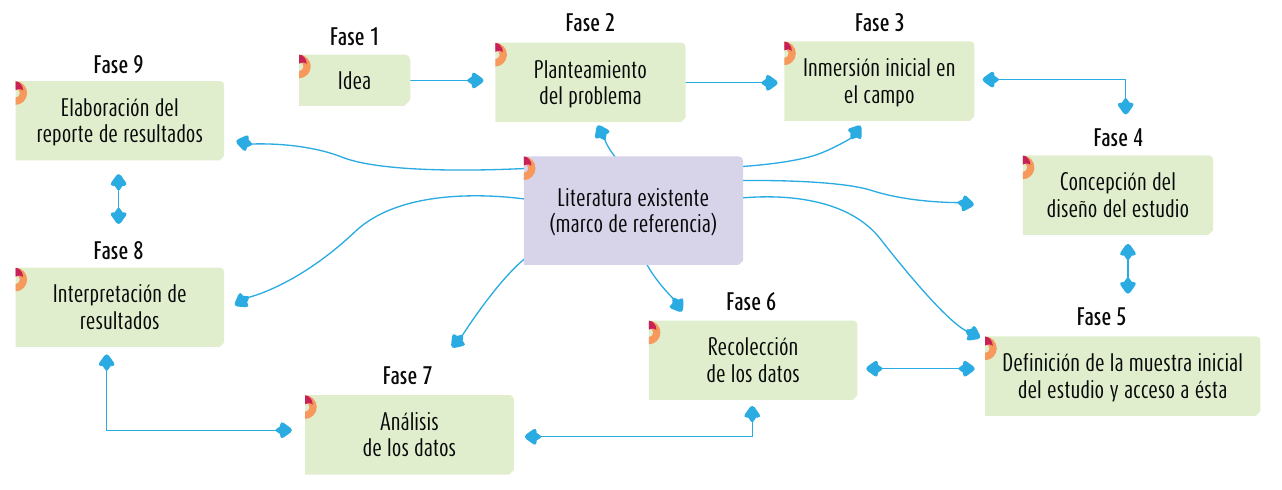 Fase 1
Idea
Fase 2
Planteamiento
del problema
Fase 3
Inmersión inicial en
el campo
Fase 4
Concepción del
diseño del estudio
Fase 5
Definición de la muestra inicial
del estudio y acceso a ésta
Fase 6
Recolección
de los datos
Fase 7
Análisis
de los datos
Fase 8
Interpretación de
resultados
Fase 9
Elaboración del
reporte de resultados
Literatura existente
(marco de referencia)